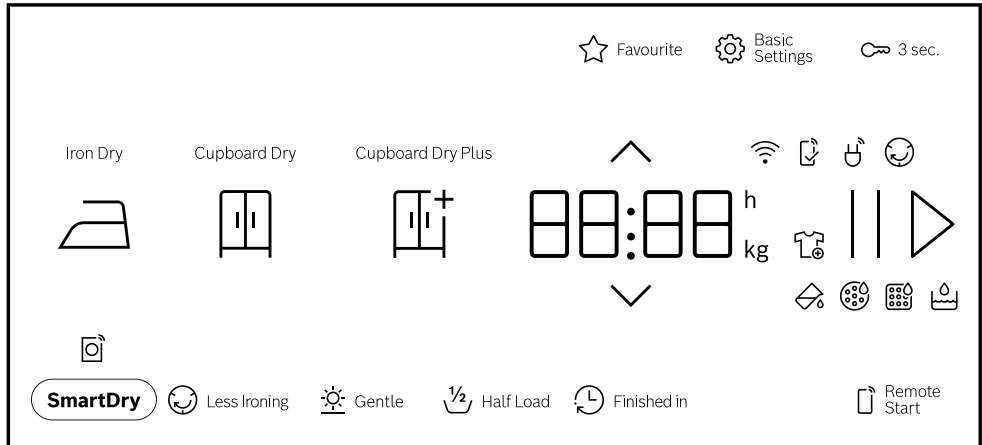 Favourite
Basic
Settings
3 sec.
Iron Dry
Cupboard Dry
Cupboard Dry Plus
88:88
h
kg
SmartDry
Less Ironing
Gentle
½
Half Load
Finished in
Remote
Start